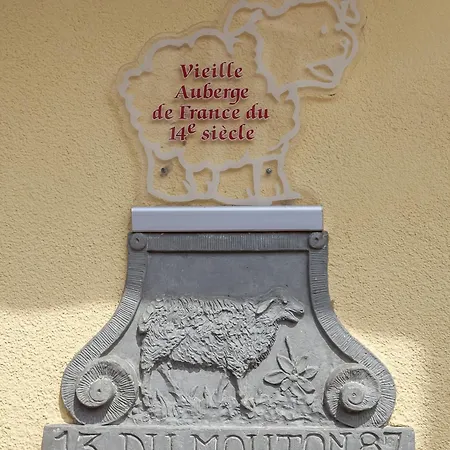 Vieille
Auberge
de France du
14e siècle
13 DU MOUTON 87